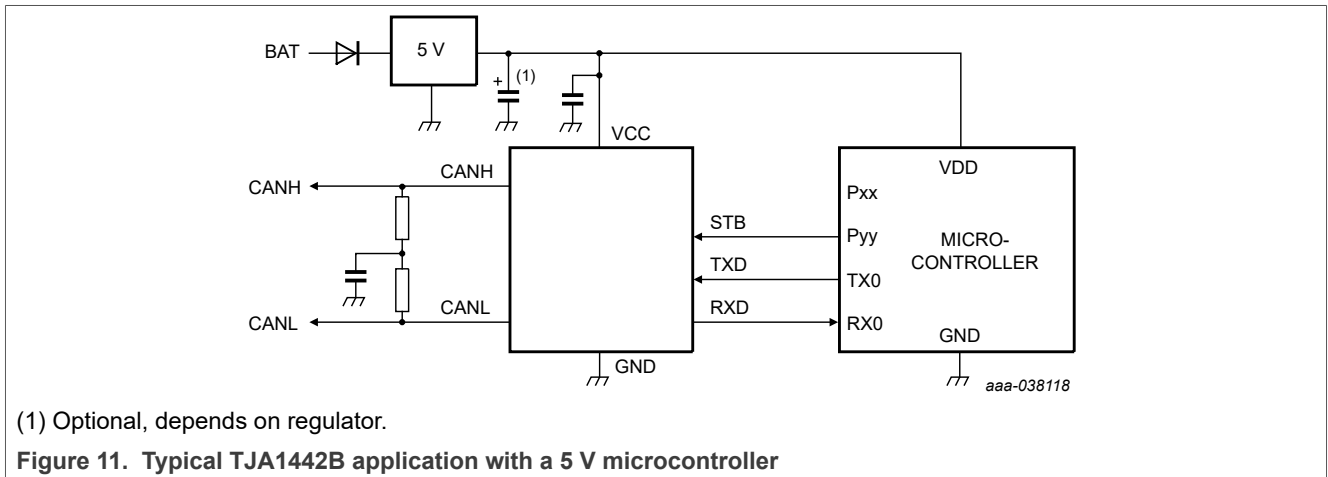 BAT
5 V
+
(1)
VCC
CANH
CANH
CANL
CANL
GND
STB
TXD
RXD
VDD
Pxx
Pyy
TX0
RX0
MICRO-
CONTROLLER
GND
aaa-038118
(1) Optional, depends on regulator.
Figure 11. Typical TJA1442B application with a 5 V microcontroller